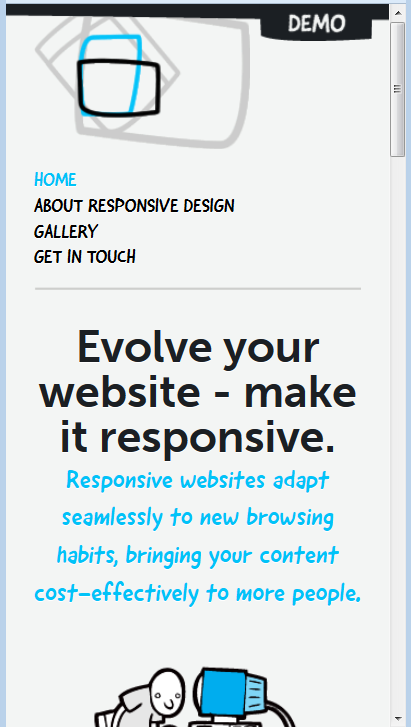 DEMO
HOME
ABOUT RESPONSIVE DESIGN
GALLERY
GET IN TOUCH
Evolve your
website - make
it responsive.
Responsive websites adapt
seamlessly to new browsing
habits, bringing your content
cost-effectively to more people.